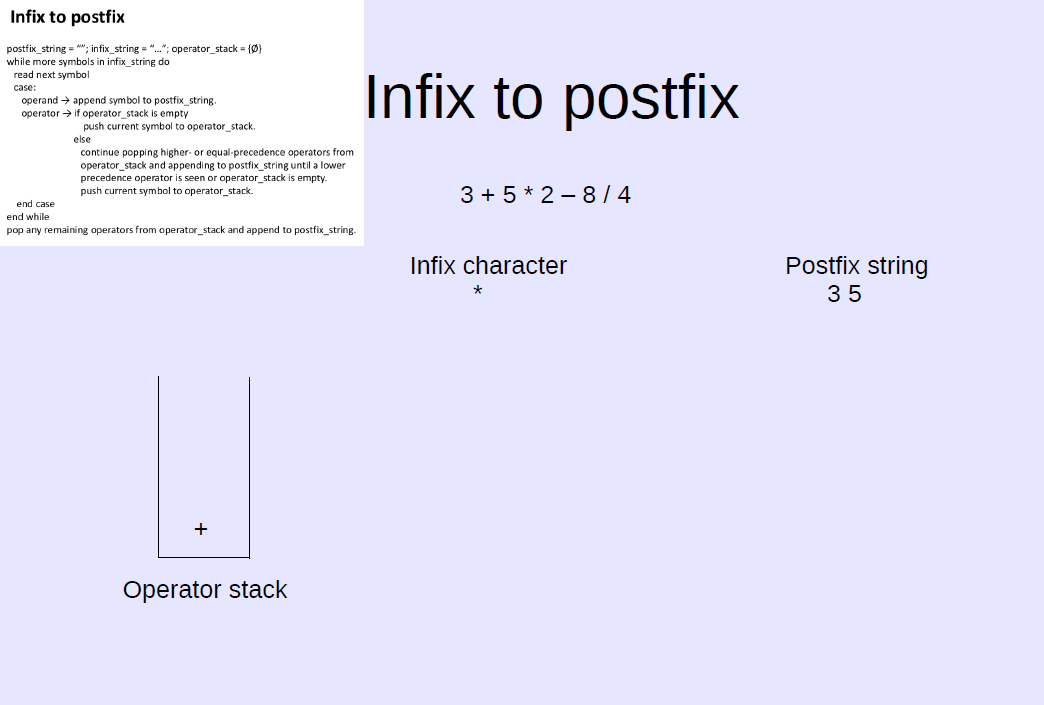 Infix to postfix
postfix_string = “”; infix_string = “...”; operator_stack = {Ø}
while more symbols in infix_string do
read next symbol
case:
operand → append symbol to postfix_string.
operator → if operator_stack is empty
push current symbol to operator_stack.
else
continue popping higher- or equal-precedence operators from
operator_stack and appending to postfix_string until a lower
precedence operator is seen or operator_stack is empty.
push current symbol to operator_stack.
end case
end while
pop any remaining operators from operator_stack and append to postfix_string.
Infix to postfix
3 + 5 * 2 – 8 / 4
Infix character
*
Postfix string
3 5
+
Operator stack